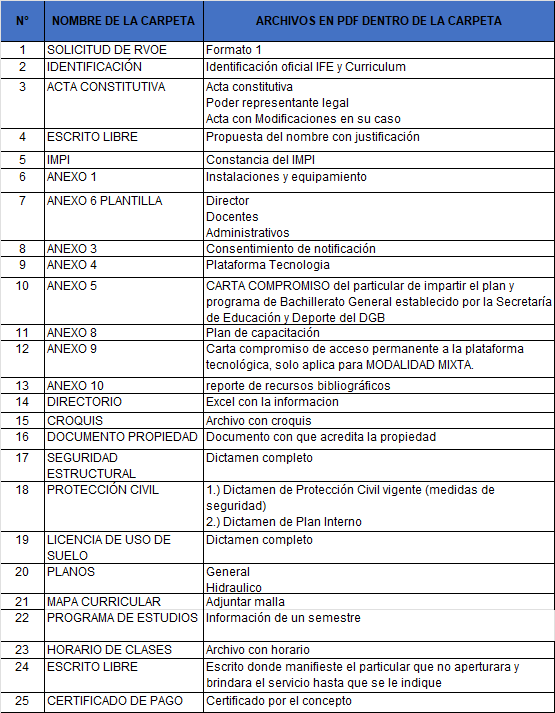 N° NOMBRE DE LA CARPETA ARCHIVOS EN PDF DENTRO DE LA CARPETA
1 SOLICITUD DE RVOE Formato 1
2 IDENTIFICACIÓN Identificación oficial IFE y Curriculum
3 ACTA CONSTITUTIVA Acta constitutiva
Poder representante legal
Acta con Modificaciones en su caso
4 ESCRITO LIBRE Propuesta del nombre con justificación
5 IMPI Constancia del IMPI
6 ANEXO 1 Instalaciones y equipamiento
7 ANEXO 6 PLANTILLA Director
Docentes
Administrativos
8 ANEXO 3 Consentimiento de notificación
9 ANEXO 4 Plataforma Tecnologia
10 ANEXO 5 CARTA COMPROMISO del particular de impartir el plan y
programa de Bachillerato General establecido por la Secretaría
de Educación y Deporte del DGB
11 ANEXO 8 Plan de capacitación
12 ANEXO 9 Carta compromiso de acceso permanente a la plataforma
tecnológica, solo aplica para MODALIDAD MIXTA.
13 ANEXO 10 reporte de recursos bibliográficos
14 DIRECTORIO Excel con la informacion
15 CROQUIS Archivo con croquis
16 DOCUMENTO PROPIEDAD Documento con que acredita la propiedad
17 SEGURIDAD Dictamen completo
ESTRUCTURAL
18 PROTECCIÓN CIVIL 1.) Dictamen de Protección Civil vigente (medidas de
seguridad)
2.) Dictamen de Plan Interno
19 LICENCIA DE USO DE Dictamen completo
SUELO
20 PLANOS General
Hidraulico
21 MAPA CURRICULAR Adjuntar malla
22 PROGRAMA DE ESTUDIOS Información de un semestre
23 HORARIO DE CLASES Archivo con horario
24 ESCRITO LIBRE Escrito donde manifieste el particular que no aperturara y
brindara el servicio hasta que se le indique
25 CERTIFICADO DE PAGO Certificado por el concepto